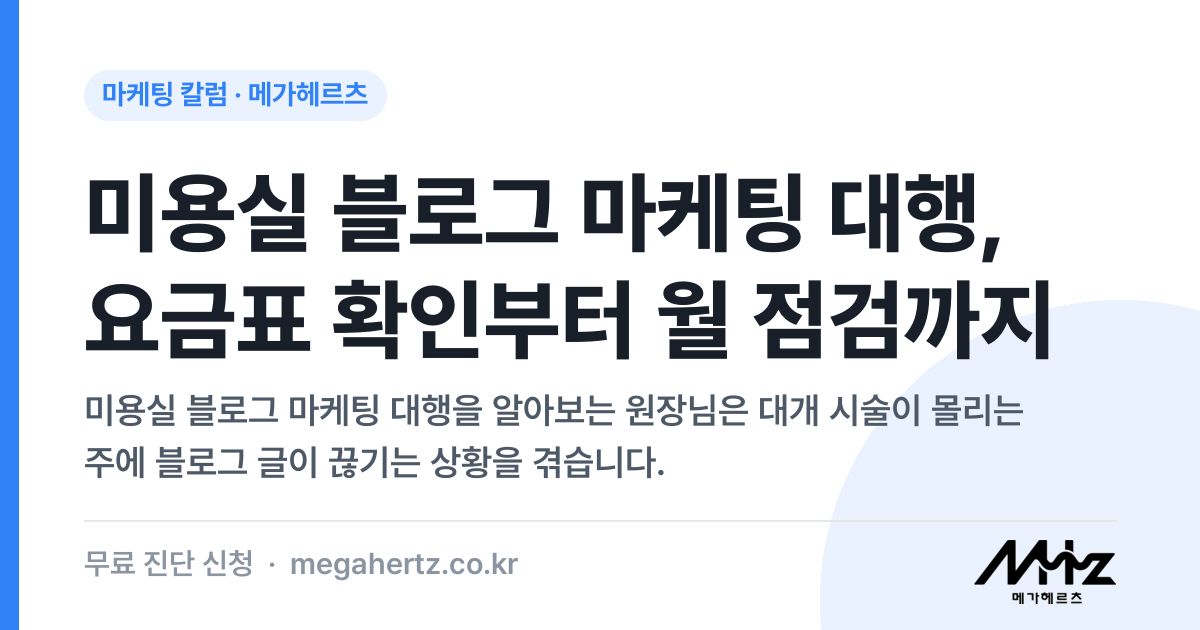 마케팅 칼럼 · 메가헤르츠
미용실 블로그 마케팅 대행,
요금표 확인부터 월 점검까지
미용실 블로그 마케팅 대행을 알아보는 원장님은 대개 시술이 몰리는
주에 블로그 글이 끊기는 상황을 겪습니다.
무료 진단 신청 · megahertz.co.kr
MHz
메가헤르츠